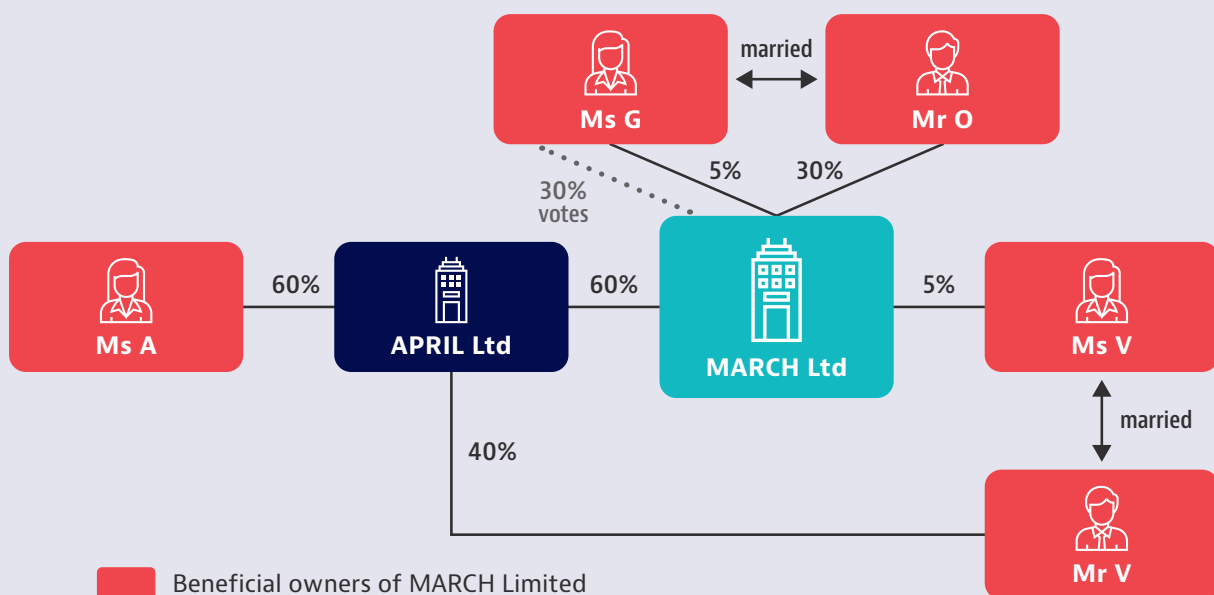 married
Ms G
Mr O
5%
30%
30%
votes
Ms A
60%
APRIL Ltd
60%
MARCH Ltd
5%
Ms V
married
40%
Mr V
Beneficial owners of MARCH Limited